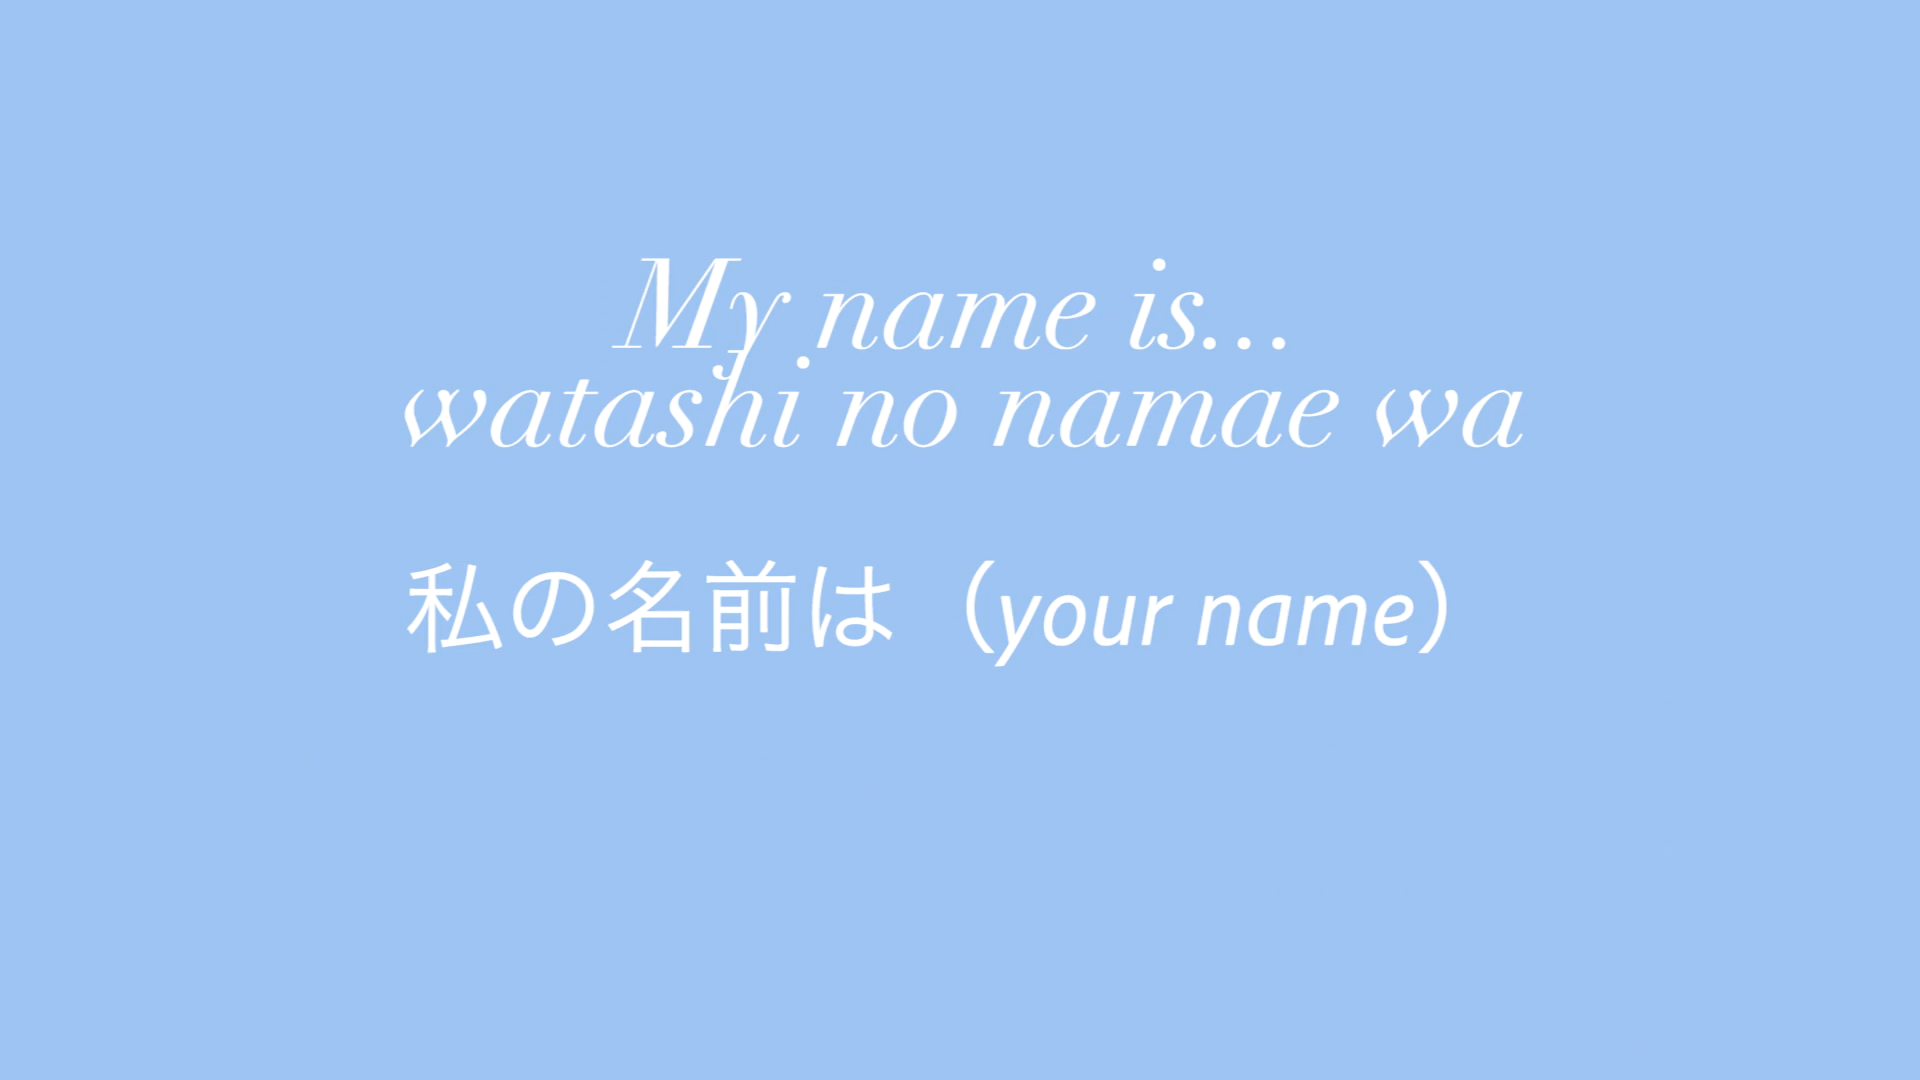 My name is...
watashi no namae wa
私の名前は（your name）